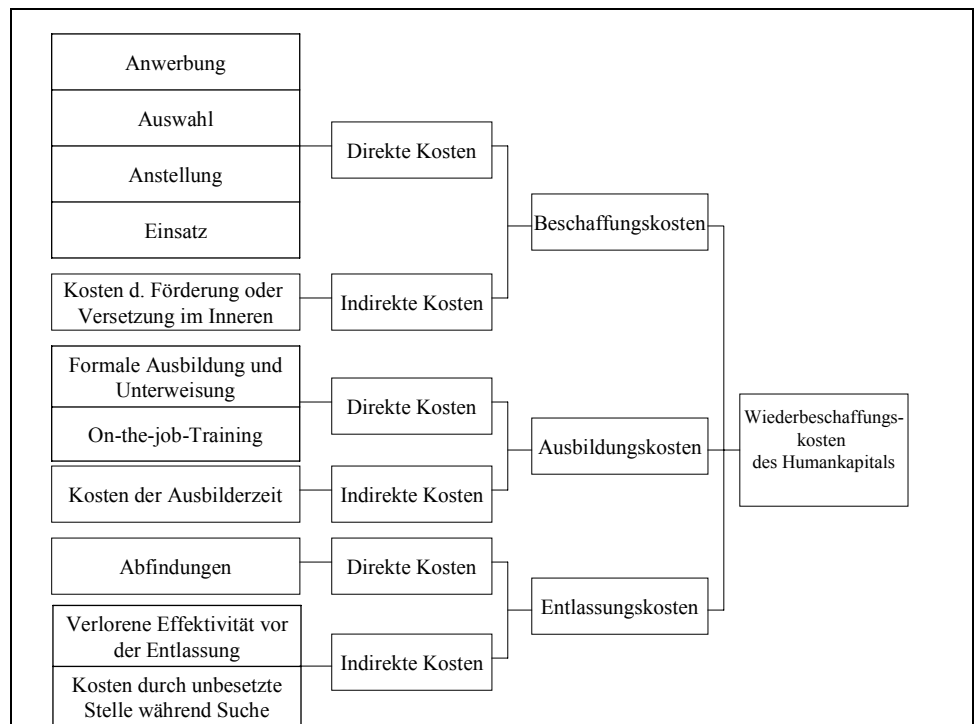 Anwerbung
Auswahl
Anstellung
Einsatz
Direkte Kosten
Beschaffungskosten
Kosten d. Förderung oder
Versetzung im Inneren
Indirekte Kosten
Formale Ausbildung und
Unterweisung
On-the-job-Training
Direkte Kosten
Ausbildungskosten
Kosten der Ausbilderzeit
Indirekte Kosten
Wiederbeschaffungs-
kosten
des Humankapitals
Abfindungen
Direkte Kosten
Entlassungskosten
Verlorene Effektivität vor
der Entlassung
Kosten durch unbesetzte
Stelle während Suche
Indirekte Kosten